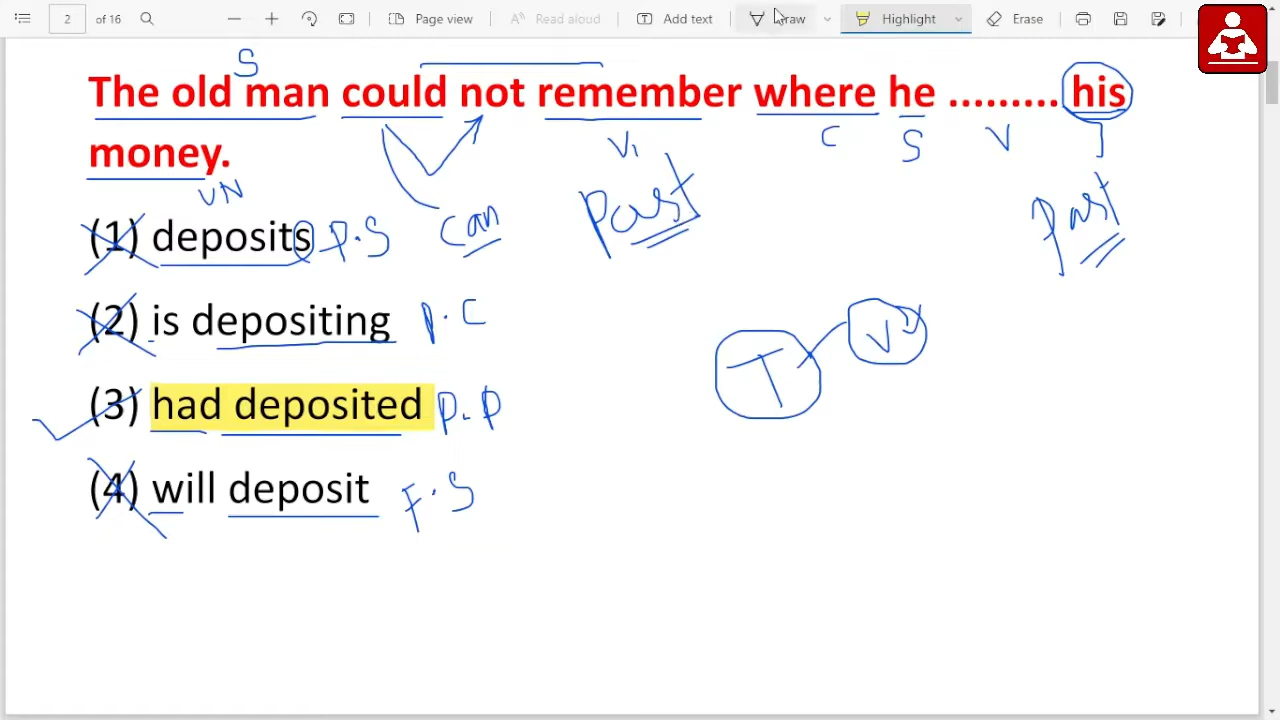 2 of 16 Page view Read aloud Add text Draw Highlight Erase
S
The old man could not remember where he ......... his
C S V
V1
money.
UN
Past Past
(1) deposits P.S can
(2) is depositing P.C
T V
(3) had deposited P.P
(4) will deposit F.S